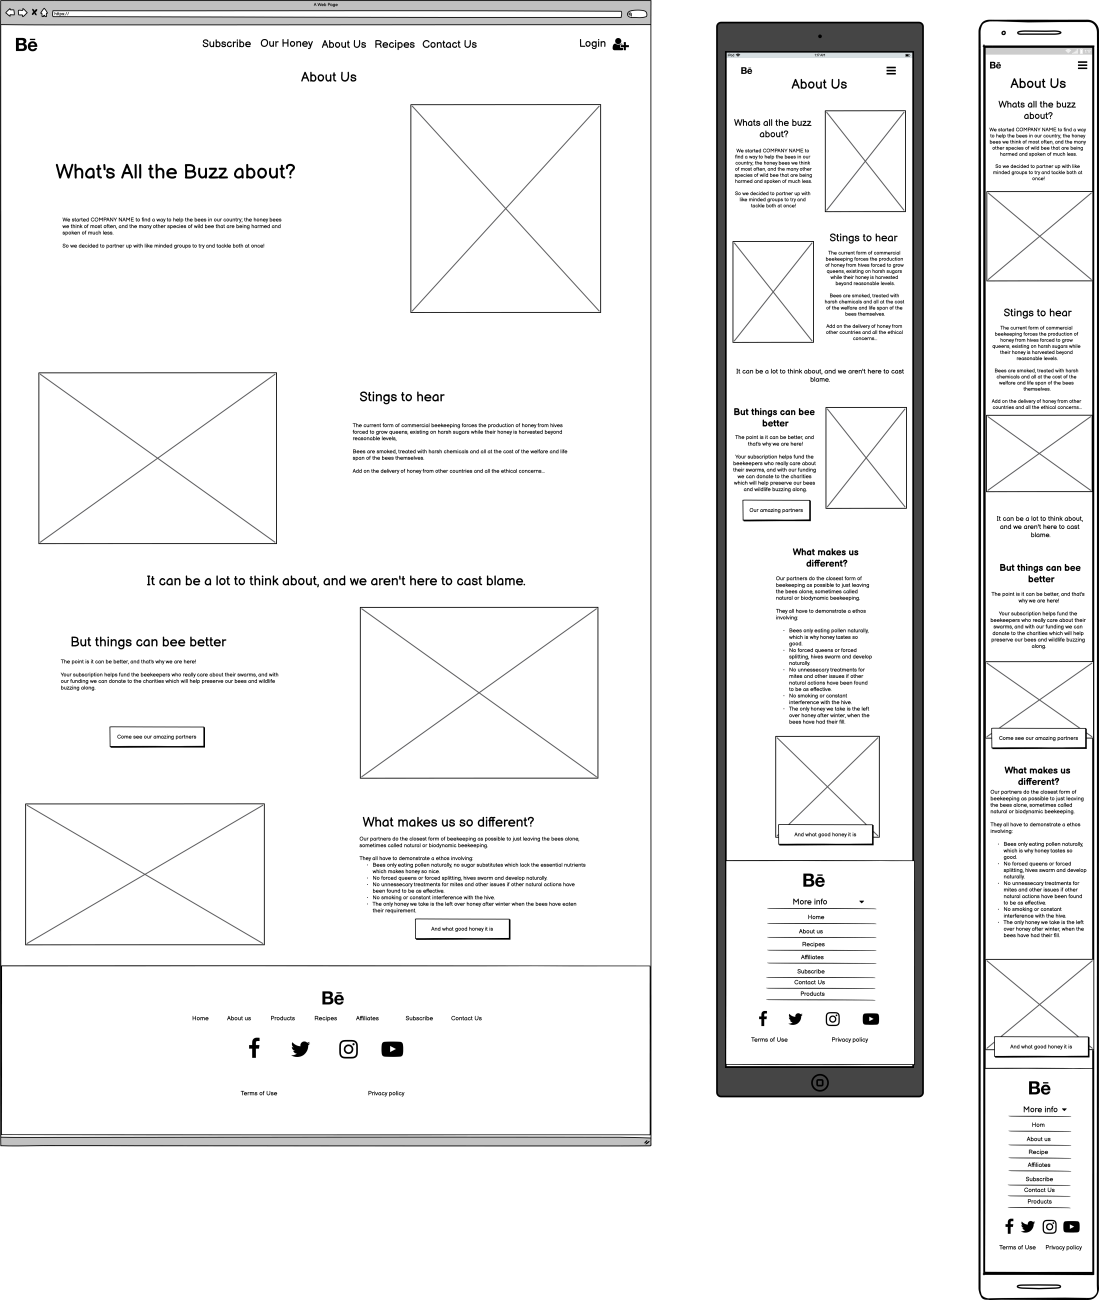 A Web Page
https://
Bē
Subscribe Our Honey About Us Recipes Contact Us
Login
About Us
What's All the Buzz about?
We started COMPANY NAME to find a way to help the bees in our country; the honey bees
we think of most often, and the many other species of wild bee that are being harmed and
spoken of much less.
So we decided to partner up with like minded groups to try and tackle both at once!
Stings to hear
The current form of commercial beekeeping forces the production of honey from hives
forced to grow queens, existing on harsh sugars while their honey is harvested beyond
reasonable levels,
Bees are smoked, treated with harsh chemicals and all at the cost of the welfare and life
span of the bees themselves.
Add on the delivery of honey from other countries and all the ethical concerns...
It can be a lot to think about, and we aren't here to cast blame.
But things can bee better
The point is it can be better, and that's why we are here!
Your subscription helps fund the beekeepers who really care about their swarms, and with
our funding we can donate to the charities which will help preserve our bees and wildlife
buzzing along.
Come see our amazing partners
What makes us so different?
Our partners do the closest form of beekeeping as possible to just leaving the bees alone,
sometimes called natural or biodynamic beekeeping.
They all have to demonstrate a ethos involving:
· Bees only eating pollen naturally, no sugar substitutes which lack the essential nutrients
which makes honey so nice.
· No forced queens or forced splitting, hives swarm and develop naturally.
· No unnessecary treatments for mites and other issues if other natural actions have
been found to be as effective.
· No smoking or constant interference with the hive.
· The only honey we take is the left over honey after winter when the bees have eaten
their requirement.
And what good honey it is
Bē
Home About us Products Recipes Affiliates Subscribe Contact Us
Terms of Use Privacy policy
Bē
About Us
Whats all the buzz
about?
We started COMPANY NAME to
find a way to help the bees in our
country; the honey bees we think
of most often, and the many other
species of wild bee that are being
harmed and spoken of much less.
So we decided to partner up with
like minded groups to try and
tackle both at once!
Stings to hear
The current form of commercial
beekeeping forces the production
of honey from hives forced to grow
queens, existing on harsh sugars
while their honey is harvested
beyond reasonable levels.
Bees are smoked, treated with
harsh chemicals and all at the cost
of the welfare and life span of the
bees themselves.
Add on the delivery of honey from
other countries and all the ethical
concerns...
It can be a lot to think about, and we aren't here to cast
blame.
But things can bee
better
The point is it can be better, and
that's why we are here!
Your subscription helps fund the
beekeepers who really care about
their swarms, and with our funding
we can donate to the charities
which will help preserve our bees
and wildlife buzzing along.
Our amazing partners
What makes us
different?
Our partners do the closest form of
beekeeping as possible to just leaving
the bees alone, sometimes called
natural or biodynamic beekeeping.
They all have to demonstrate a ethos
involving:
· Bees only eating pollen naturally,
which is why honey tastes so
good.
· No forced queens or forced
splitting, hives swarm and develop
naturally.
· No unnessecary treatments for
mites and other issues if other
natural actions have been found
to be as effective.
· No smoking or constant
interference with the hive.
· The only honey we take is the left
over honey after winter, when the
bees have had their fill.
And what good honey it is
Bē
More info
Home
About us
Recipes
Affiliates
Subscribe
Contact Us
Products
Terms of Use Privacy policy
Bē
About Us
Whats all the buzz
about?
We started COMPANY NAME to find a way
to help the bees in our country; the honey
bees we think of most often, and the many
other species of wild bee that are being
harmed and spoken of much less.
So we decided to partner up with like
minded groups to try and tackle both at
once!
Stings to hear
The current form of commercial
beekeeping forces the production of
honey from hives forced to grow
queens, existing on harsh sugars while
their honey is harvested beyond
reasonable levels.
Bees are smoked, treated with harsh
chemicals and all at the cost of the
welfare and life span of the bees
themselves.
Add on the delivery of honey from other
countries and all the ethical concerns...
It can be a lot to think about,
and we aren't here to cast
blame.
But things can bee
better
The point is it can be better, and that's
why we are here!
Your subscription helps fund the
beekeepers who really care about their
swarms, and with our funding we can
donate to the charities which will help
preserve our bees and wildlife buzzing
along.
Come see our amazing partners
What makes us
different?
Our partners do the closest form of
beekeeping as possible to just leaving
the bees alone, sometimes called
natural or biodynamic beekeeping.
They all have to demonstrate a ethos
involving:
· Bees only eating pollen naturally,
which is why honey tastes so
good.
· No forced queens or forced
splitting, hives swarm and develop
naturally.
· No unnessecary treatments for
mites and other issues if other
natural actions have been found
to be as effective.
· No smoking or constant
interference with the hive.
· The only honey we take is the left
over honey after winter, when the
bees have had their fill.
And what good honey it is
Bē
More info
Hom
About us
Recipe
Affiliates
Subscribe
Contact Us
Products
Terms of Use Privacy policy